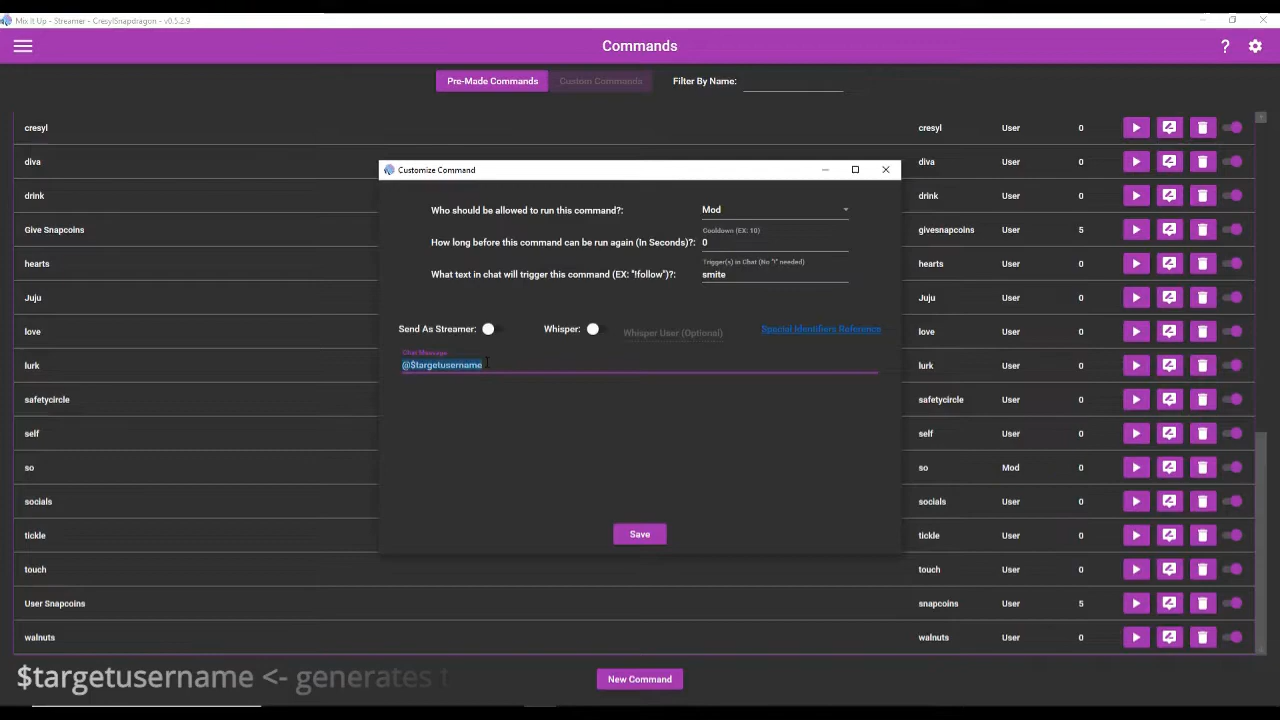 Mix It Up - Streamer - CresylSnapdragon - v0.5.2.9
Commands
?
Pre-Made Commands
Custom Commands
Filter By Name:
cresyl cresyl User 0
diva diva User 0
drink drink User 0
Give Snapcoins givesnapcoins User 5
hearts hearts User 0
Juju Juju User 0
love love User 0
lurk lurk User 0
safetycircle safetycircle User 0
self self User 0
so so Mod 0
socials socials User 0
tickle tickle User 0
touch touch User 0
User Snapcoins snapcoins User 5
walnuts walnuts User 0
Customize Command
Who should be allowed to run this command?: Mod
Cooldown (EX: 10)
How long before this command can be run again (In Seconds)?: 0
Trigger(s) in Chat (No "!" needed)
What text in chat will trigger this command (EX: "!follow")?: smite
Send As Streamer: Whisper: Whisper User (Optional) Special Identifiers Reference
Chat Message
@$targetusername
Save
$targetusername <- generates t
New Command